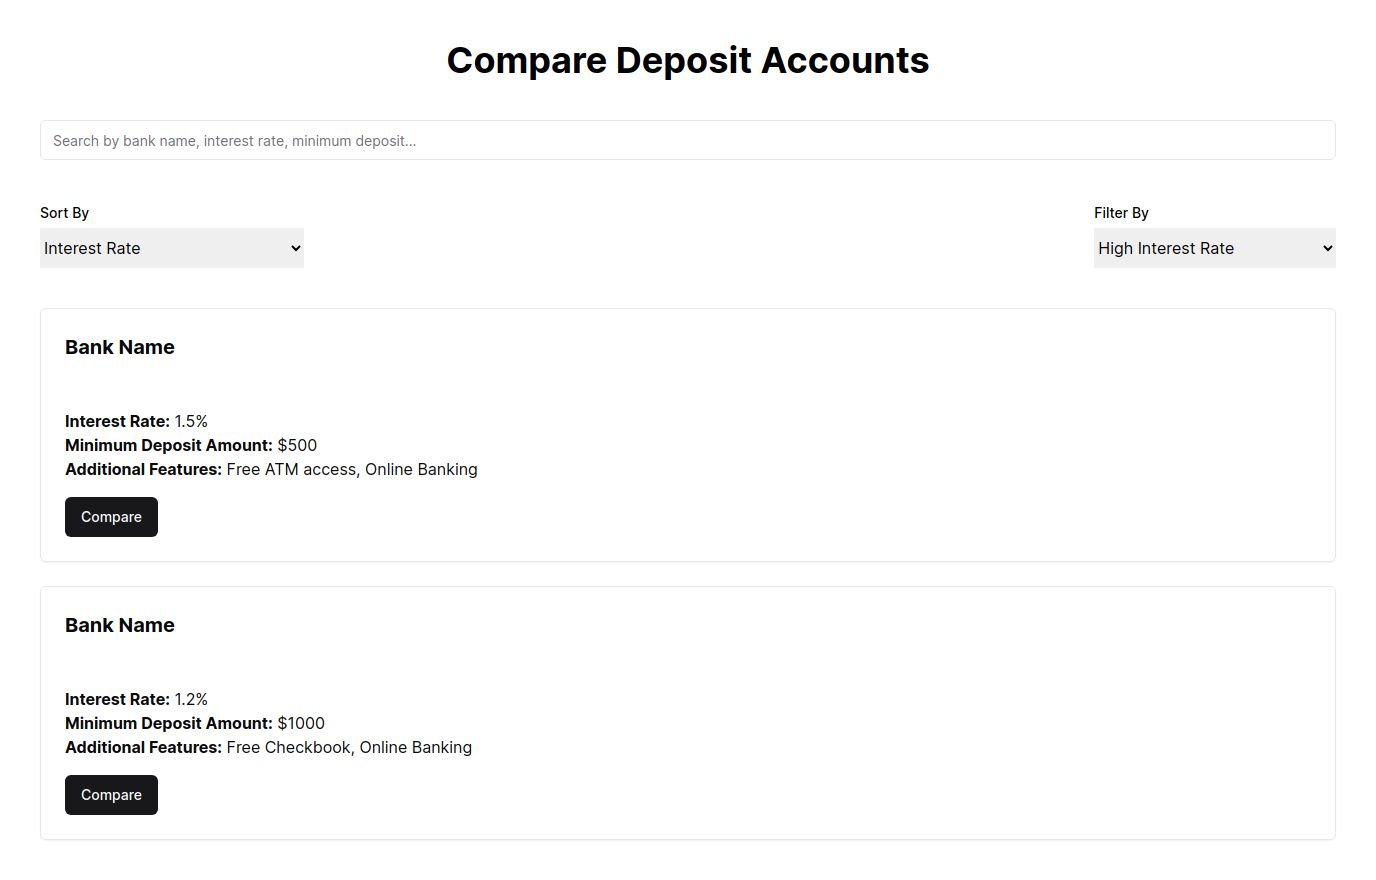 Compare Deposit Accounts
Search by bank name, interest rate, minimum deposit...
Sort By
Filter By
Interest Rate
High Interest Rate
Bank Name
Interest Rate: 1.5%
Minimum Deposit Amount: $500
Additional Features: Free ATM access, Online Banking
Compare
Bank Name
Interest Rate: 1.2%
Minimum Deposit Amount: $1000
Additional Features: Free Checkbook, Online Banking
Compare